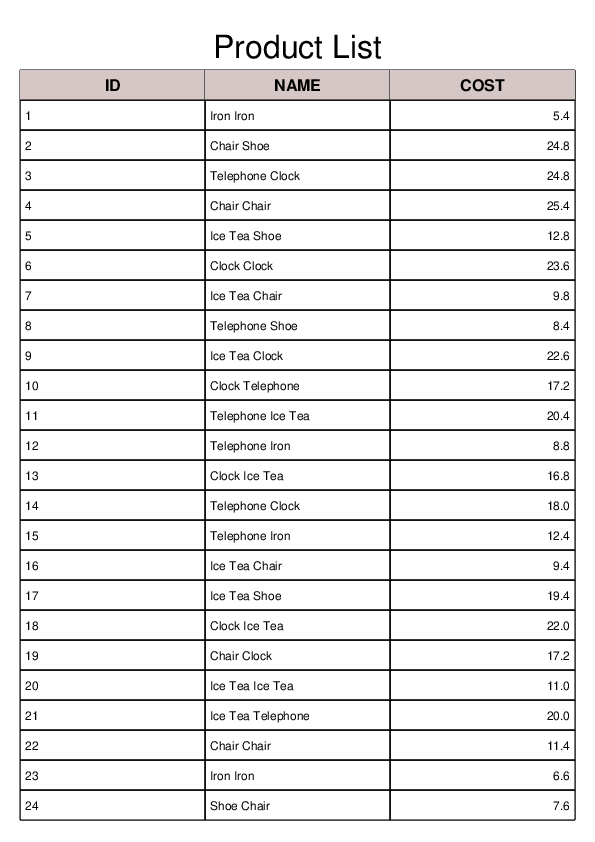 Product List
ID NAME COST
1 Iron Iron 5.4
2 Chair Shoe 24.8
3 Telephone Clock 24.8
4 Chair Chair 25.4
5 Ice Tea Shoe 12.8
6 Clock Clock 23.6
7 Ice Tea Chair 9.8
8 Telephone Shoe 8.4
9 Ice Tea Clock 22.6
10 Clock Telephone 17.2
11 Telephone Ice Tea 20.4
12 Telephone Iron 8.8
13 Clock Ice Tea 16.8
14 Telephone Clock 18.0
15 Telephone Iron 12.4
16 Ice Tea Chair 9.4
17 Ice Tea Shoe 19.4
18 Clock Ice Tea 22.0
19 Chair Clock 17.2
20 Ice Tea Ice Tea 11.0
21 Ice Tea Telephone 20.0
22 Chair Chair 11.4
23 Iron Iron 6.6
24 Shoe Chair 7.6